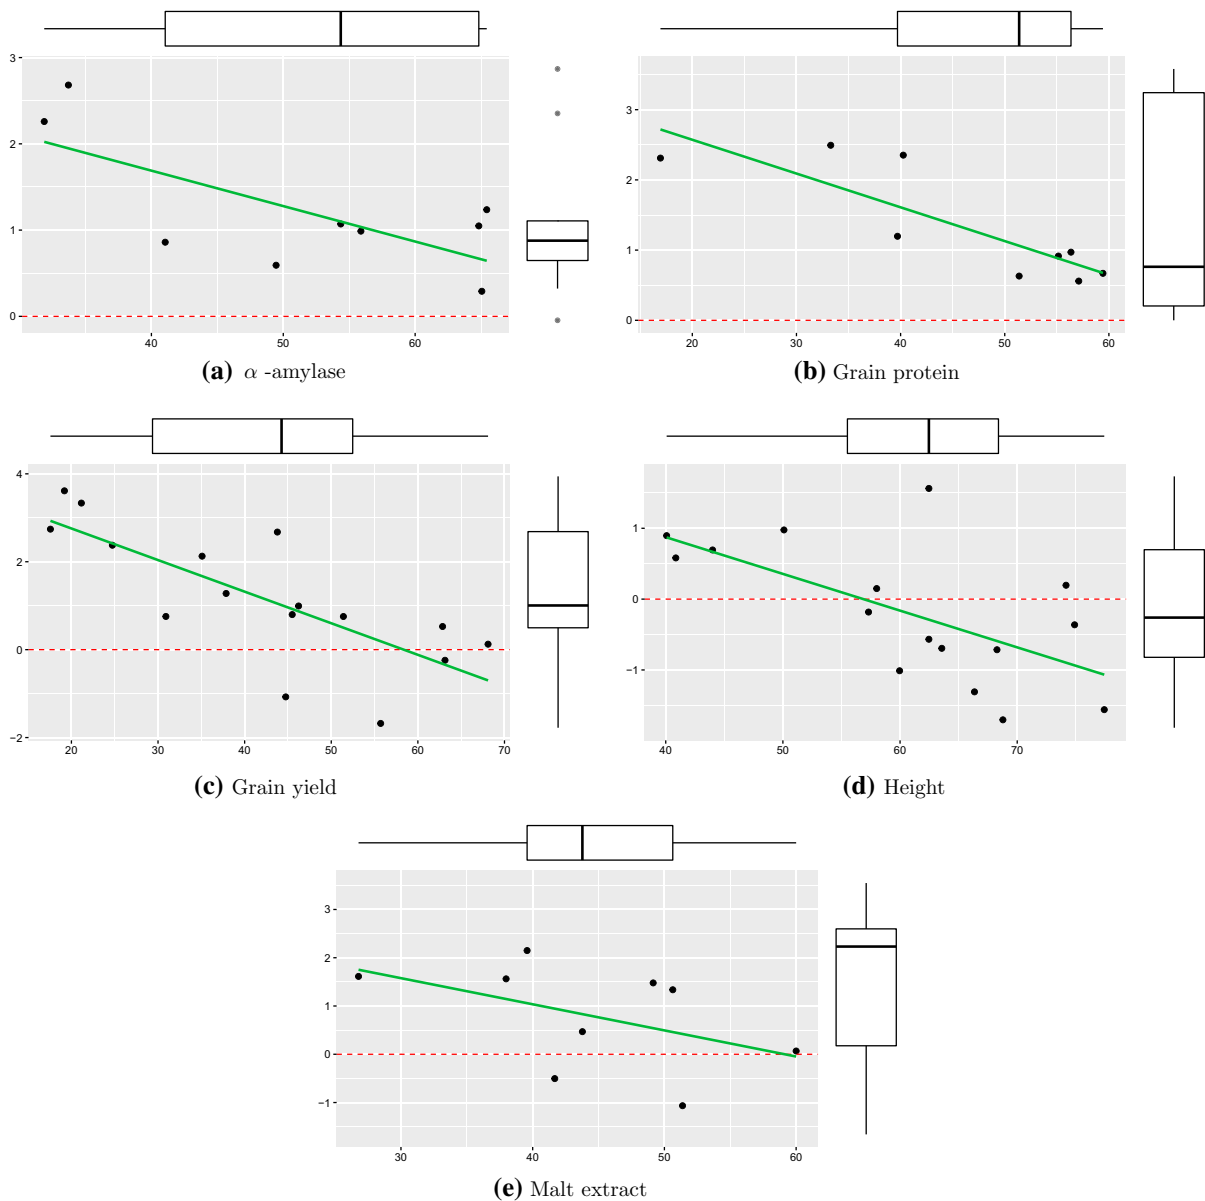 3
2
1
0
40 50 60
(a) α -amylase
3
2
1
0
20 30 40 50 60
(b) Grain protein
4
2
0
−2
20 30 40 50 60 70
(c) Grain yield
1
0
−1
40 50 60 70
(d) Height
3
2
1
0
−1
30 40 50 60
(e) Malt extract